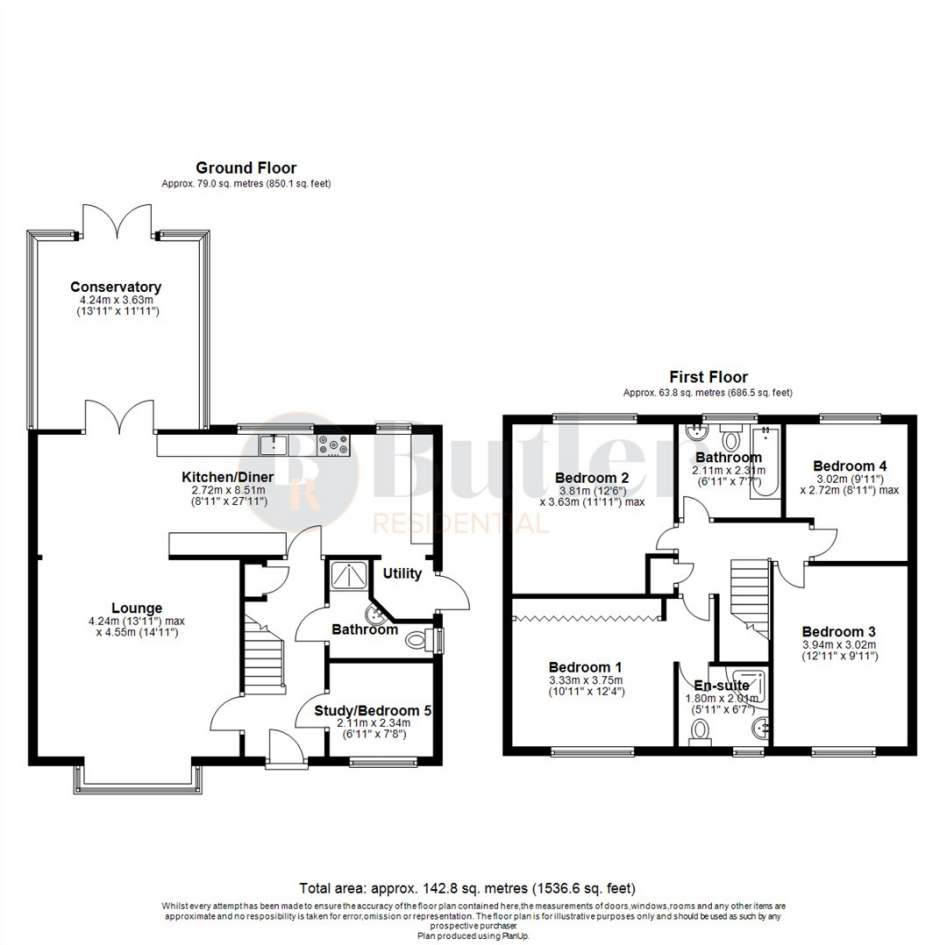 Ground Floor
Approx. 79.0 sq. metres (850.1 sq. feet)
Conservatory
4.24m x 3.63m
(13'11" x 11'11")
First Floor
Approx. 63.8 sq. metres (686.5 sq. feet)
BR Butler
RESIDENTIAL
Kitchen/Diner
2.72m x 8.51m
(8'11" x 27'11")
Utility
Lounge
4.24m (13'11") max
x 4.55m (14'11")
Bathroom
Study/Bedroom 5
2.11m x 2.34m
(6'11" x 7'8")
Bedroom 2
3.81m (12'6")
x 3.63m (11'11") max
Bathroom
2.11m x 2.31m
(6'11" x 7'7")
Bedroom 4
3.02m (9'11")
x 2.72m (8'11") max
Bedroom 1
3.33m x 3.75m
(10'11" x 12'4")
En-suite
1.80m x 2.01m
(5'11" x 6'7")
Bedroom 3
3.94m x 3.02m
(12'11" x 9'11")
Total area: approx. 142.8 sq. metres (1536.6 sq. feet)
Whilst every attempt has been made to ensure the accuracy of the floor plan contained here, the measurements of doors, windows, rooms and any other items are
approximate and no resposibility is taken for error, omission or representation. The floor plan is for illustrative purposes only and should be used as such by any
prospective purchaser.
Plan produced using PlanUp.